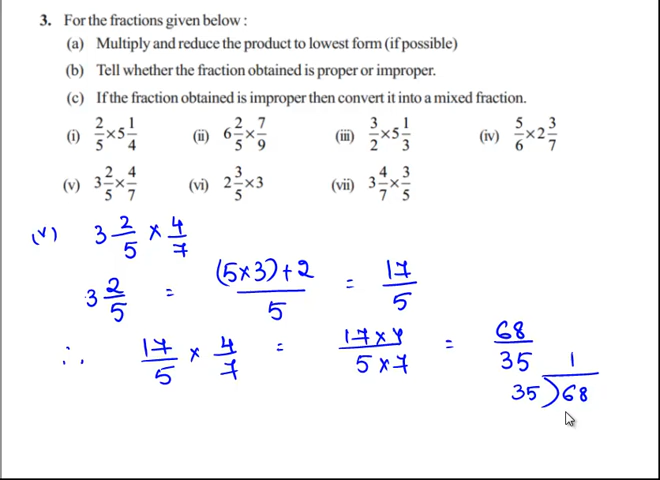 3. For the fractions given below :
(a) Multiply and reduce the product to lowest form (if possible)
(b) Tell whether the fraction obtained is proper or improper.
(c) If the fraction obtained is improper then convert it into a mixed fraction.
(i) 2/5 × 5 1/4 (ii) 6 2/5 × 7/9 (iii) 3/2 × 5 1/3 (iv) 5/6 × 2 3/7
(v) 3 2/5 × 4/7 (vi) 2 3/5 × 3 (vii) 3 4/7 × 3/5
(v) 3 2/5 × 4/7
3 2/5 = (5×3)+2/5 = 17/5
∴ 17/5 × 4/7 = 17×4/5×7 = 68/35
1
35)68